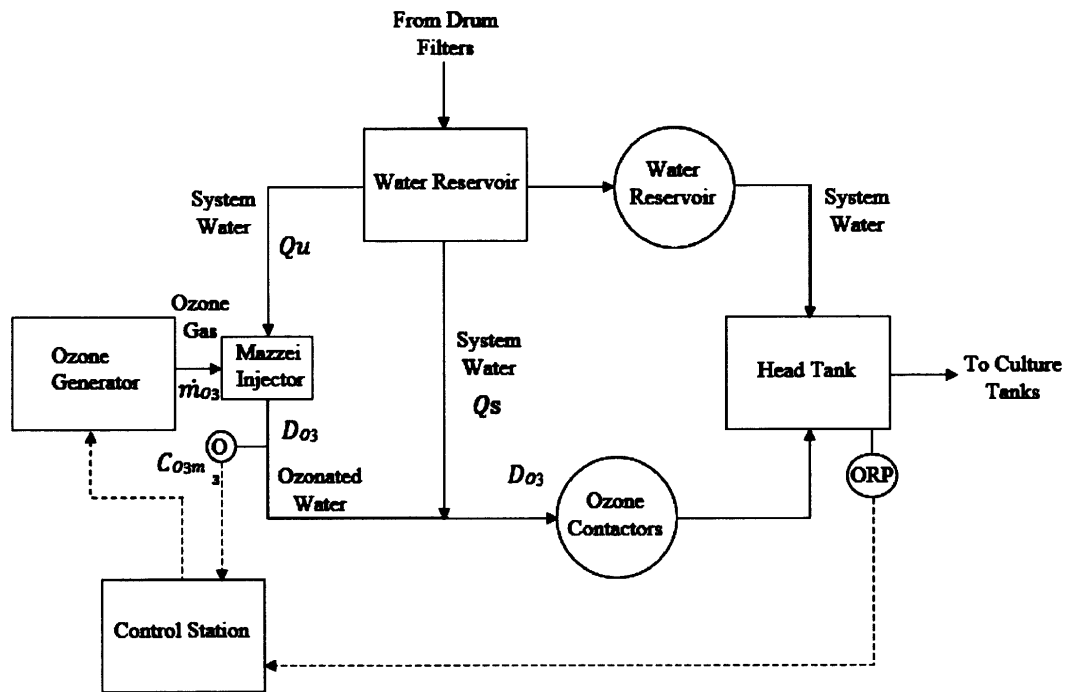 From Drum
Filters
Water Reservoir
Water
Reservoir
System
Water
Qu
System
Water
Ozone
Gas
Ozone
Generator
ṁO3
Mazzei
Injector
System
Water
Qs
Head Tank
To Culture
Tanks
O
3
CO3m
DO3
Ozonated
Water
DO3
Ozone
Contactors
ORP
Control Station